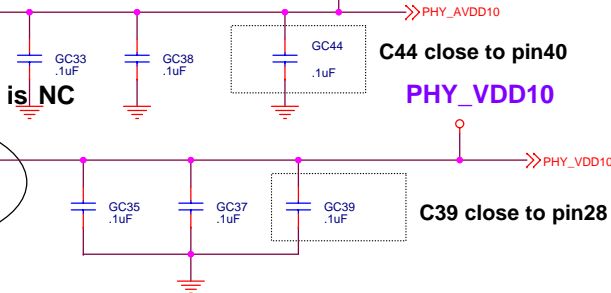 PHY_AVDD10
GC33
.1uF
GC38
.1uF
GC44
.1uF
C44 close to pin40
is NC
PHY_VDD10
PHY_VDD10
GC35
.1uF
GC37
.1uF
GC39
.1uF
C39 close to pin28